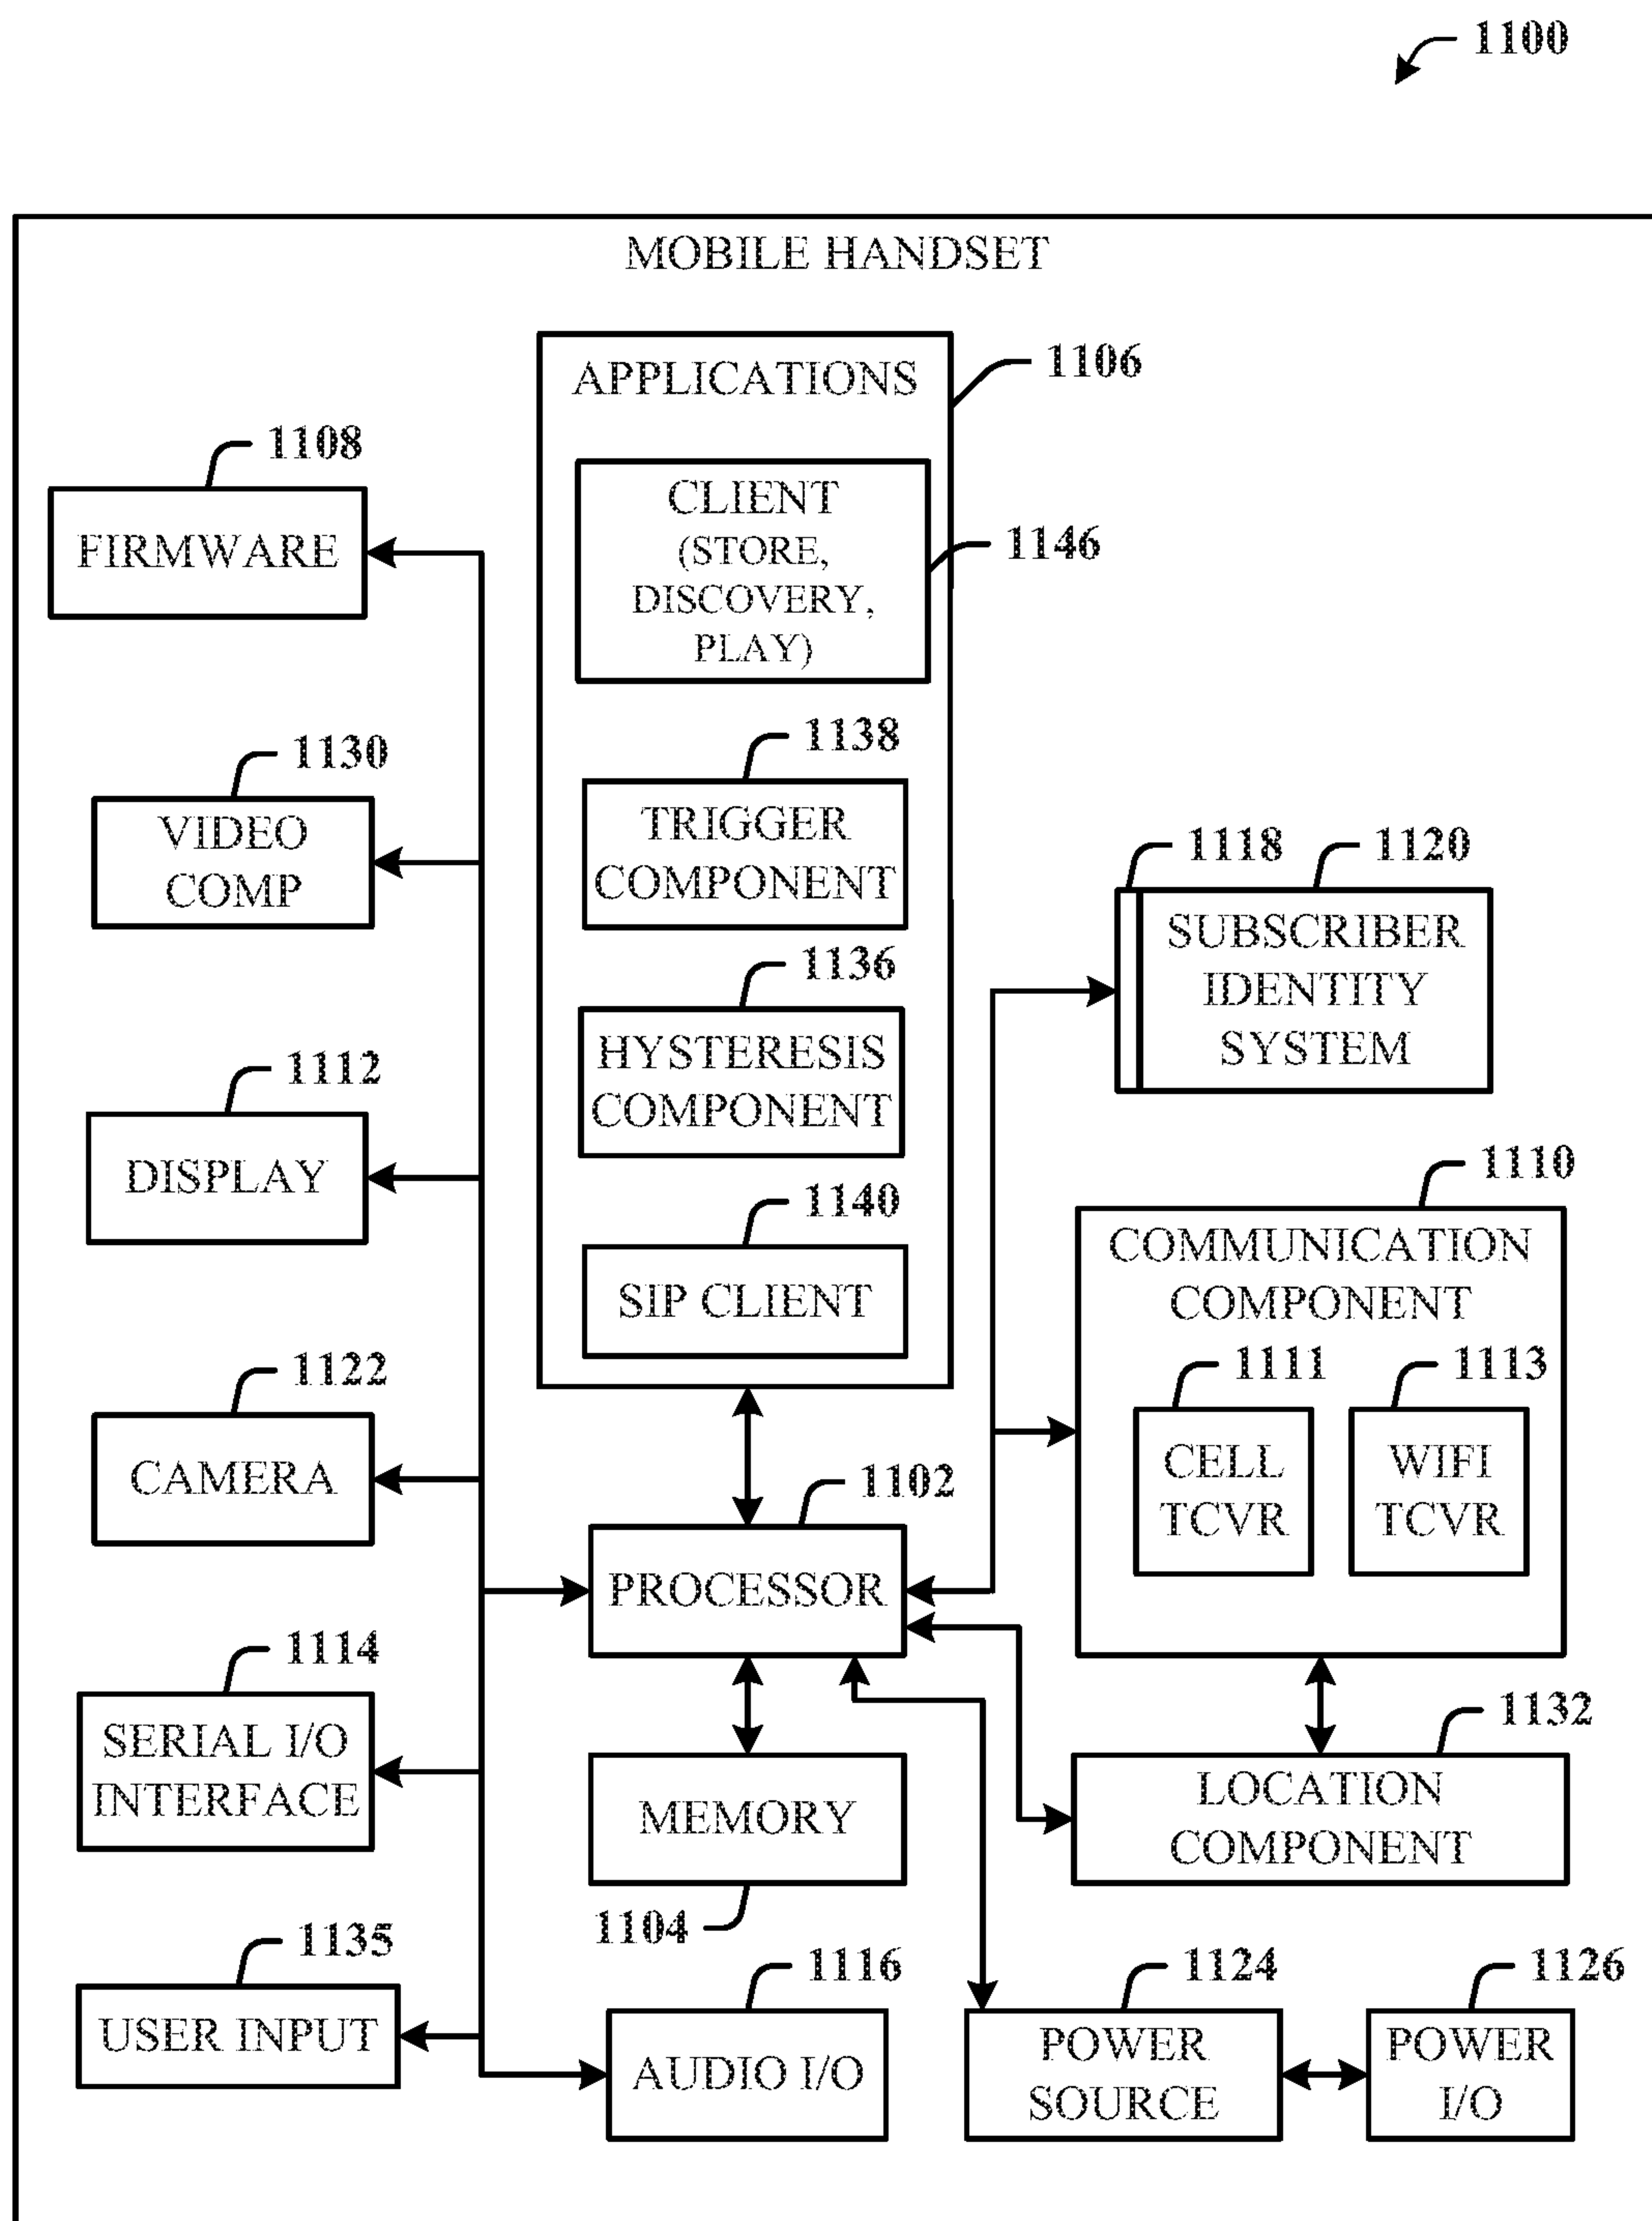 1100
MOBILE HANDSET
APPLICATIONS
1106
1108
FIRMWARE
CLIENT
(STORE,
DISCOVERY,
PLAY)
1146
1130
VIDEO
COMP
1138
TRIGGER
COMPONENT
1118
1120
SUBSCRIBER
IDENTITY
SYSTEM
1136
HYSTERESIS
COMPONENT
1112
DISPLAY
1140
SIP CLIENT
1110
COMMUNICATION
COMPONENT
1111
CELL
TCVR
1113
WIFI
TCVR
1122
CAMERA
1102
PROCESSOR
1114
SERIAL I/O
INTERFACE
MEMORY
1104
1132
LOCATION
COMPONENT
1135
USER INPUT
1116
AUDIO I/O
1124
POWER
SOURCE
1126
POWER
I/O